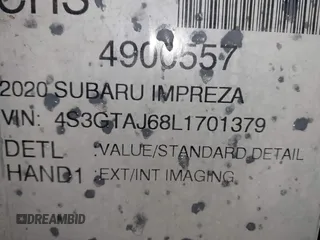 4900557
2020 SUBARU IMPREZA
VIN: 4S3GTAJ68L1701379
DETL :VALUE/STANDARD DETAIL
HAND1 :EXT/INT IMAGING
DREAMBID